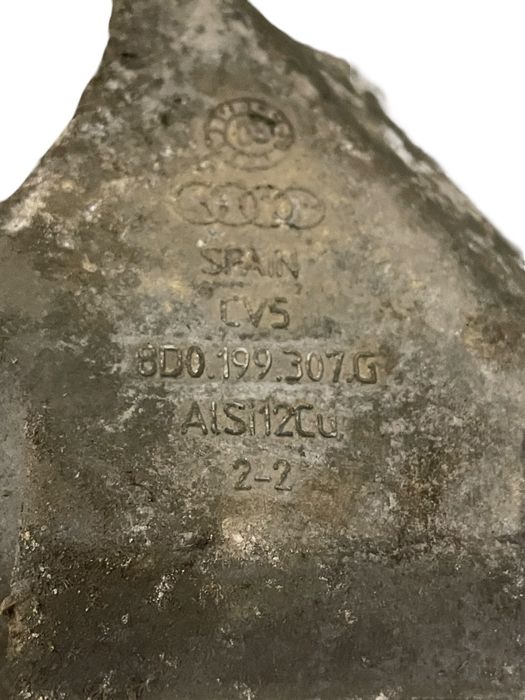 SPAIN
CV5
8D0.199.307.G
AlSi12Cu
2-2